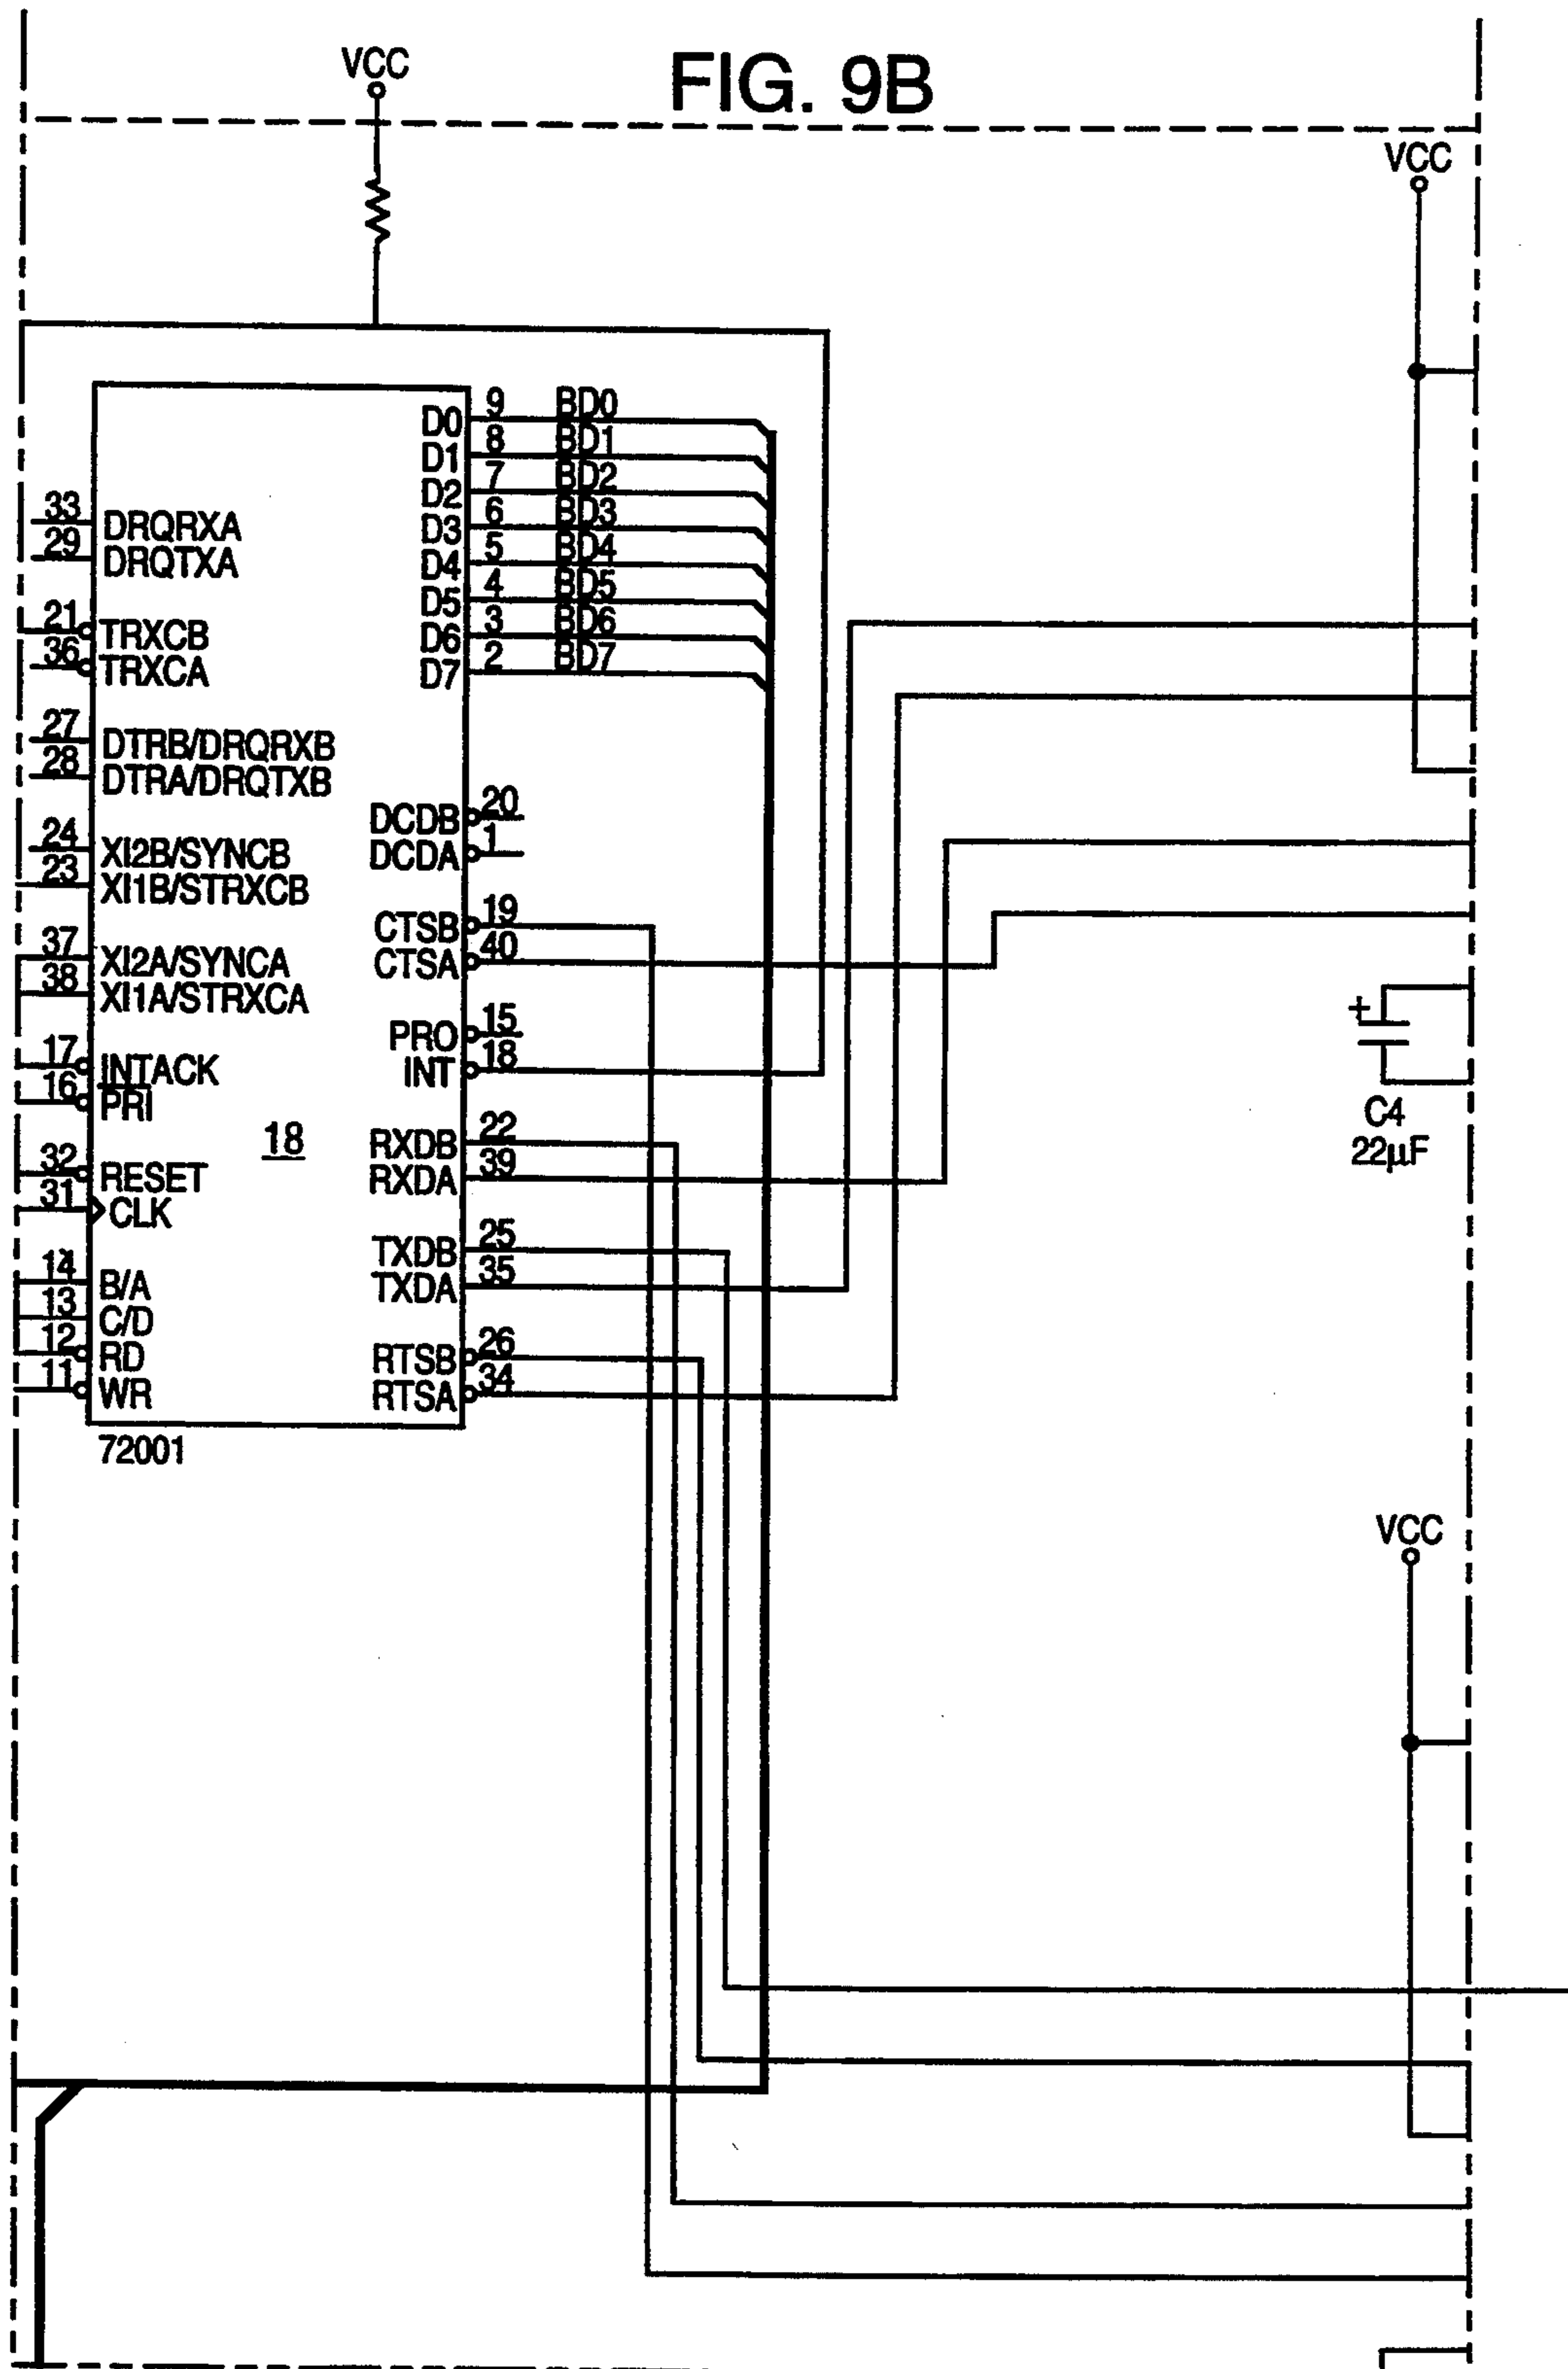 FIG. 9B
VCC
VCC
D0 9 BD0
D1 8 BD1
D2 7 BD2
33 DRQRXA
D3 6 BD3
29 DRQTXA
D4 5 BD4
D5 4 BD5
21 TRXCB
D6 3 BD6
36 TRXCA
D7 2 BD7
27 DTRB/DRQRXB
28 DTRA/DRQTXB
DCDB 20
24 XI2B/SYNCB
DCDA 1
23 XI1B/STRXCB
CTSB 19
37 XI2A/SYNCA
CTSA 40
38 XI1A/STRXCA
+
PRO 15
17 INTACK
INT 18
16 PRI
C4
22µF
18
RXDB 22
32 RESET
RXDA 39
31 CLK
TXDB 25
14 B/A
TXDA 35
13 C/D
12 RD
RTSB 26
11 WR
RTSA 34
72001
VCC